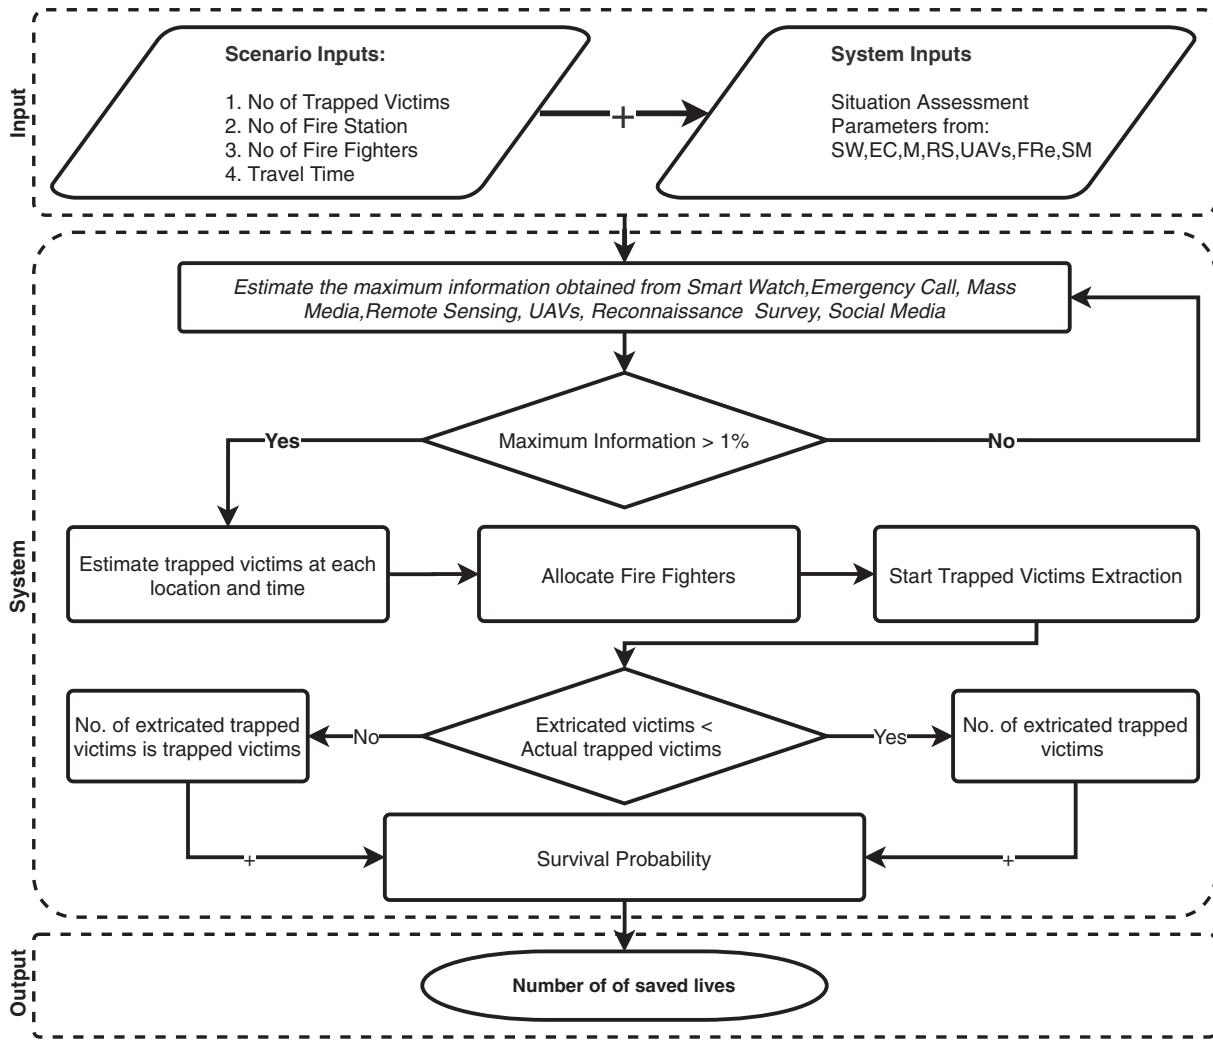 Input
Scenario Inputs:
1. No of Trapped Victims
2. No of Fire Station
3. No of Fire Fighters
4. Travel Time
+
System Inputs
Situation Assessment
Parameters from:
SW,EC,M,RS,UAVs,FRe,SM
System
Estimate the maximum information obtained from Smart Watch,Emergency Call, Mass
Media,Remote Sensing, UAVs, Reconnaissance Survey, Social Media
Maximum Information > 1%
Yes
No
Estimate trapped victims at each
location and time
Allocate Fire Fighters
Start Trapped Victims Extraction
Extricated victims <
Actual trapped victims
No
Yes
No. of extricated trapped
victims is trapped victims
No. of extricated trapped
victims
+
+
Survival Probability
Output
Number of of saved lives